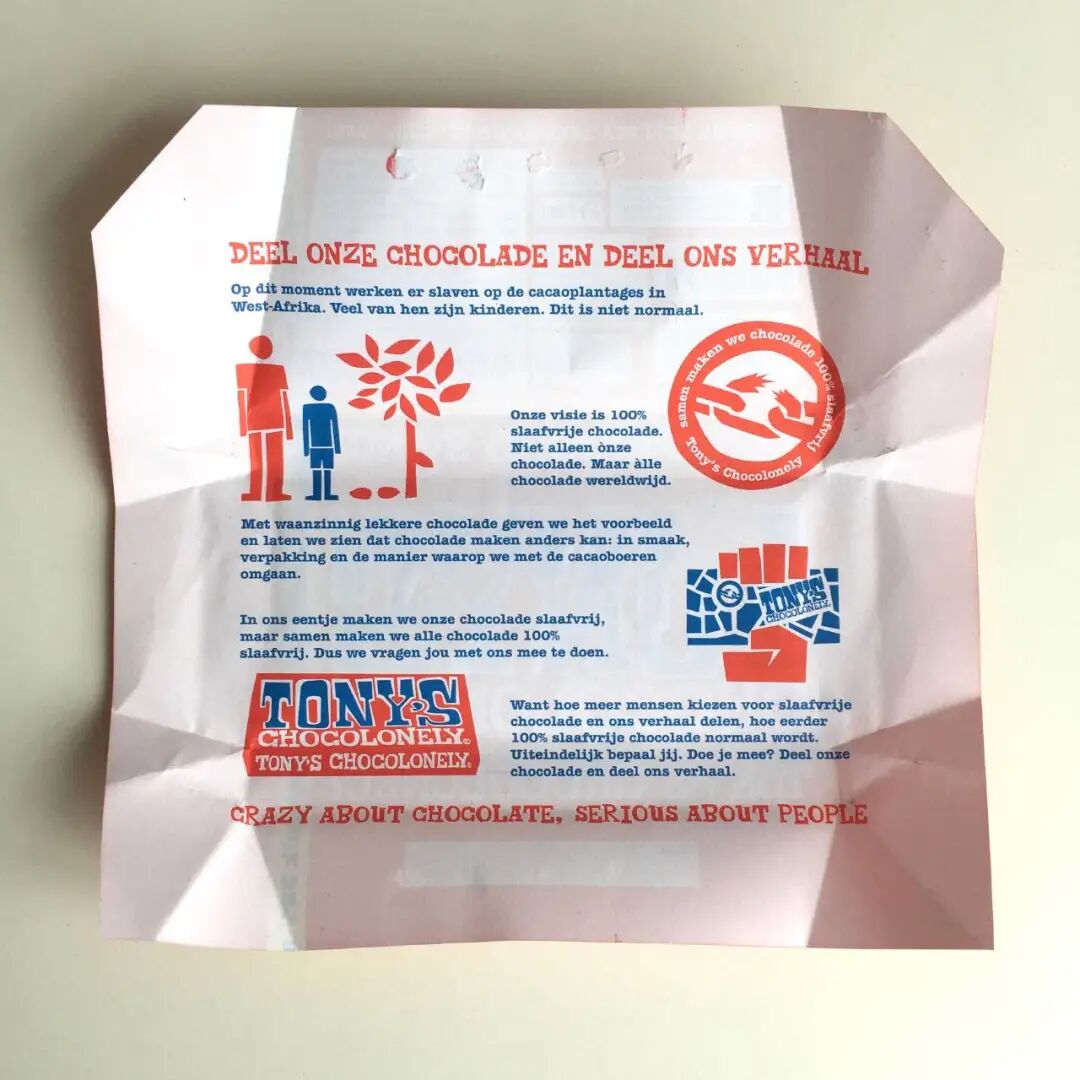 DEEL ONZE CHOCOLADE EN DEEL ONS VERHAAL
Op dit moment werken er slaven op de cacaoplantages in
West-Afrika. Veel van hen zijn kinderen. Dit is niet normaal.
samen maken we chocolade 100% slaafvrij
Tony's Chocolonely
Onze visie is 100%
slaafvrije chocolade.
Niet alleen ònze
chocolade. Maar àlle
chocolade wereldwijd.
Met waanzinnig lekkere chocolade geven we het voorbeeld
en laten we zien dat chocolade maken anders kan: in smaak,
verpakking en de manier waarop we met de cacaoboeren
omgaan.
TONY'S
CHOCOLONELY
In ons eentje maken we onze chocolade slaafvrij,
maar samen maken we alle chocolade 100%
slaafvrij. Dus we vragen jou met ons mee te doen.
TONY'S
CHOCOLONELY®
TONY'S CHOCOLONELY®
Want hoe meer mensen kiezen voor slaafvrije
chocolade en ons verhaal delen, hoe eerder
100% slaafvrije chocolade normaal wordt.
Uiteindelijk bepaal jij. Doe je mee? Deel onze
chocolade en deel ons verhaal.
CRAZY ABOUT CHOCOLATE, SERIOUS ABOUT PEOPLE